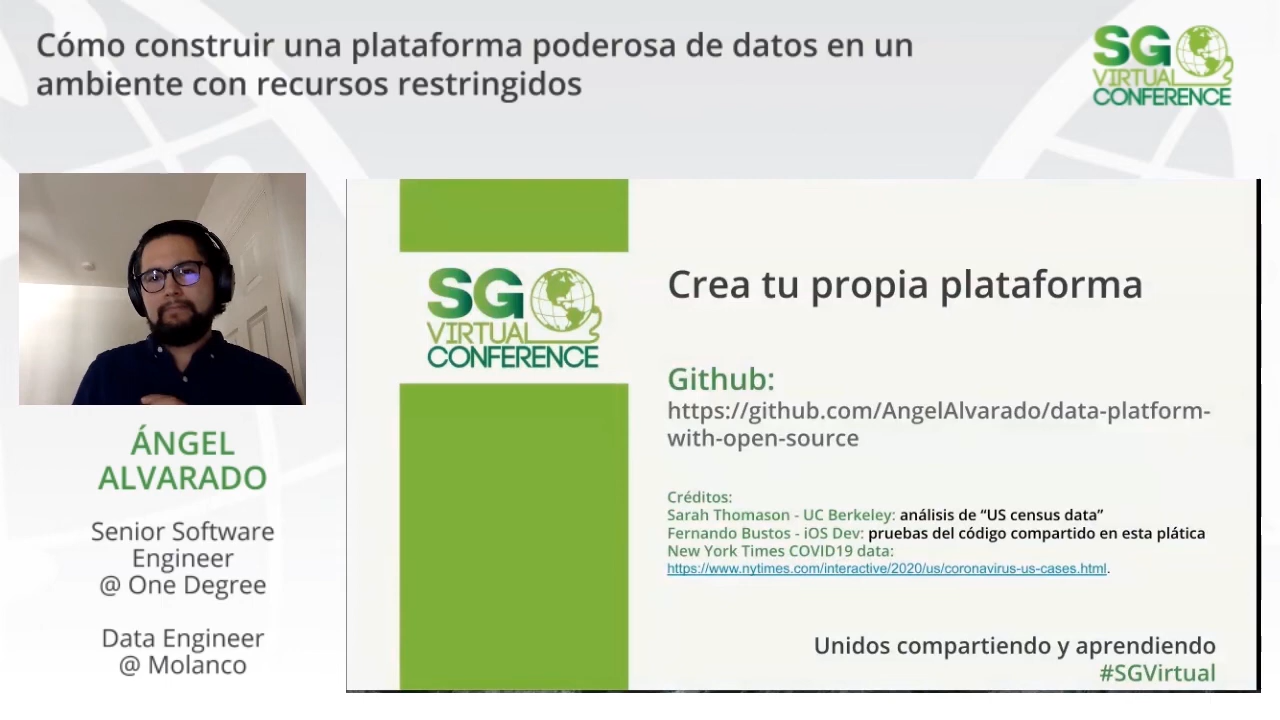 Cómo construir una plataforma poderosa de datos en un
ambiente con recursos restringidos
SG
VIRTUAL
CONFERENCE
ÁNGEL
ALVARADO
Senior Software
Engineer
@ One Degree
Data Engineer
@ Molanco
SG
VIRTUAL
CONFERENCE
Crea tu propia plataforma
Github:
https://github.com/AngelAlvarado/data-platform-
with-open-source
Créditos:
Sarah Thomason - UC Berkeley: análisis de “US census data”
Fernando Bustos - iOS Dev: pruebas del código compartido en esta plática
New York Times COVID19 data:
https://www.nytimes.com/interactive/2020/us/coronavirus-us-cases.html.
Unidos compartiendo y aprendiendo
#SGVirtual